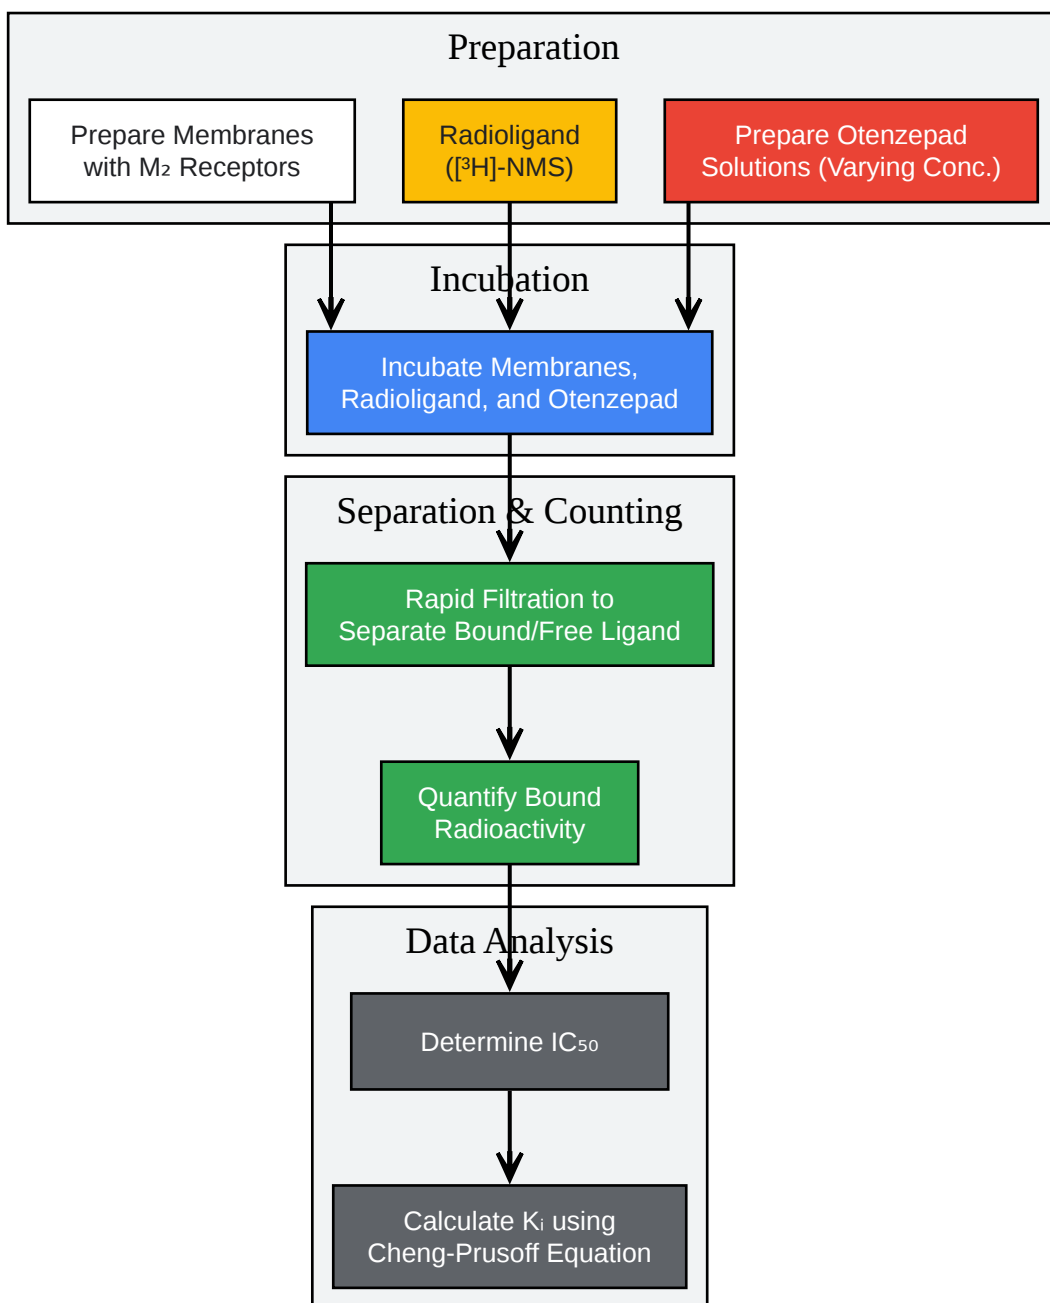 Preparation
Prepare Membranes
with M₂ Receptors
Radioligand
([³H]-NMS)
Prepare Otenzepad
Solutions (Varying Conc.)
Incubation
Incubate Membranes,
Radioligand, and Otenzepad
Separation & Counting
Rapid Filtration to
Separate Bound/Free Ligand
Quantify Bound
Radioactivity
Data Analysis
Determine IC₅₀
Calculate Kᵢ using
Cheng-Prusoff Equation